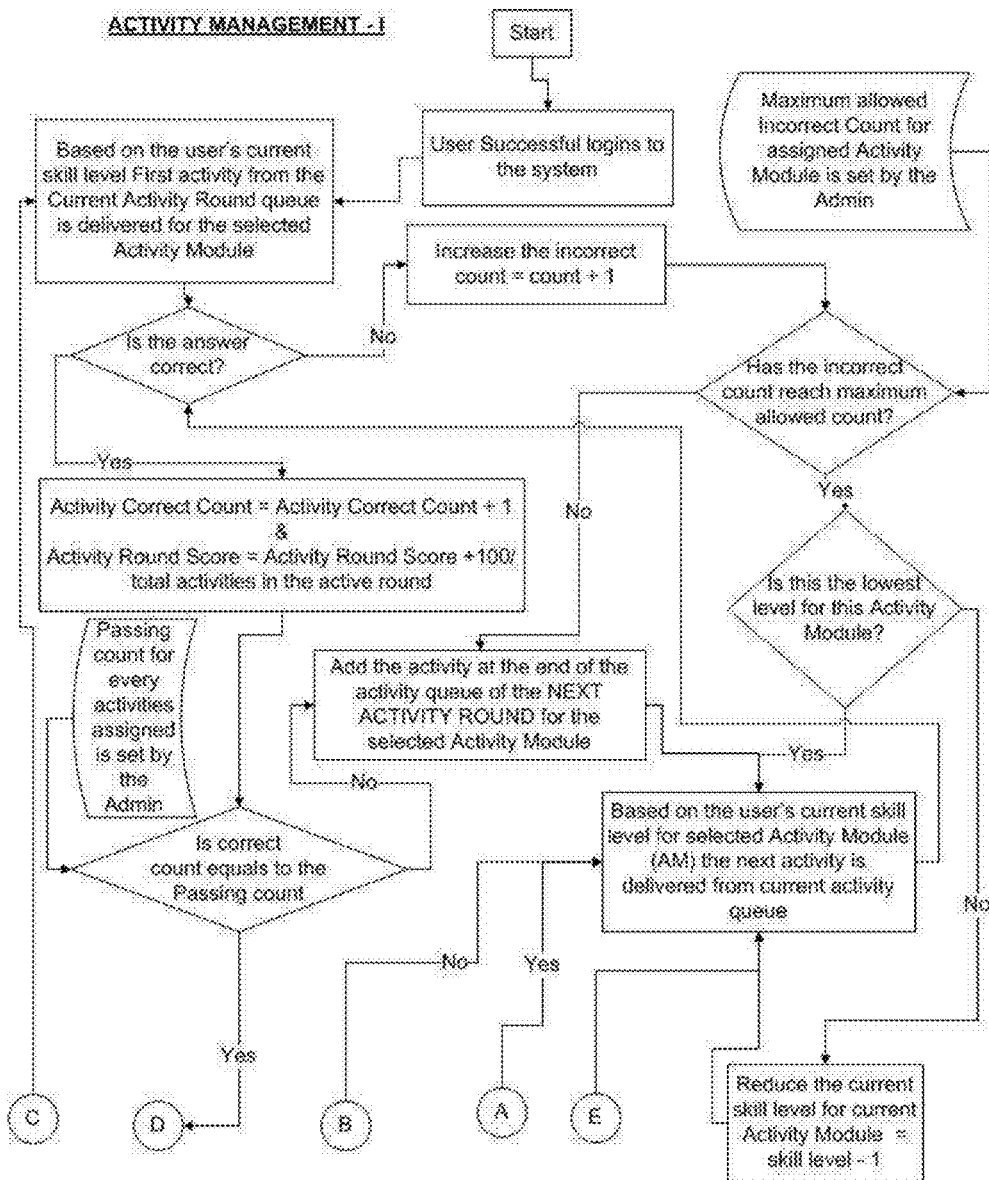 ACTIVITY MANAGEMENT - I
Start
User Successful logins to
the system
Maximum allowed
Incorrect Count for
assigned Activity
Module is set by the
Admin
Based on the user's current
skill level First activity from the
Current Activity Round queue
is delivered for the selected
Activity Module
Increase the incorrect
count = count + 1
No
Is the answer
correct?
Has the incorrect
count reach maximum
allowed count?
Yes
Yes
No
Activity Correct Count = Activity Correct Count + 1
&
Activity Round Score = Activity Round Score +100/
total activities in the active round
Is this the lowest
level for this Activity
Module?
Passing
count for
every
activities
assigned
is set by
the
Admin
Add the activity at the end of the
activity queue of the NEXT
ACTIVITY ROUND for the
selected Activity Module
Yes
No
Based on the user's current skill
level for selected Activity Module
(AM) the next activity is
delivered from current activity
queue
Is correct
count equals to the
Passing count
No
No
Yes
Yes
Reduce the current
skill level for current
Activity Module =
skill level - 1
C
D
B
A
E